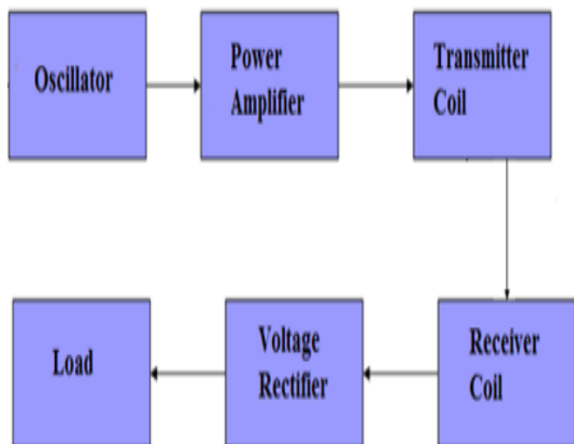 Oscillator
Power
Amplifier
Transmitter
Coil
Load
Voltage
Rectifier
Receiver
Coil